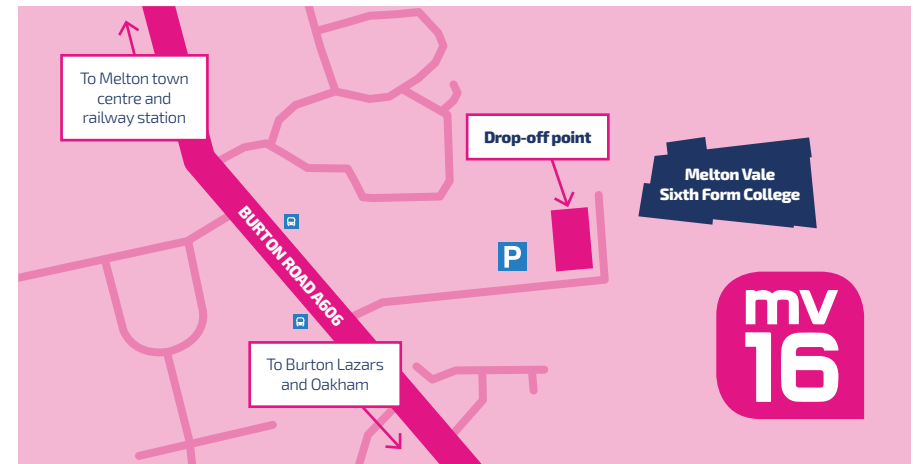 To Melton town
centre and
railway station
Drop-off point
Melton Vale
Sixth Form College
BURTON ROAD A606
P
To Burton Lazars
and Oakham
mv
16